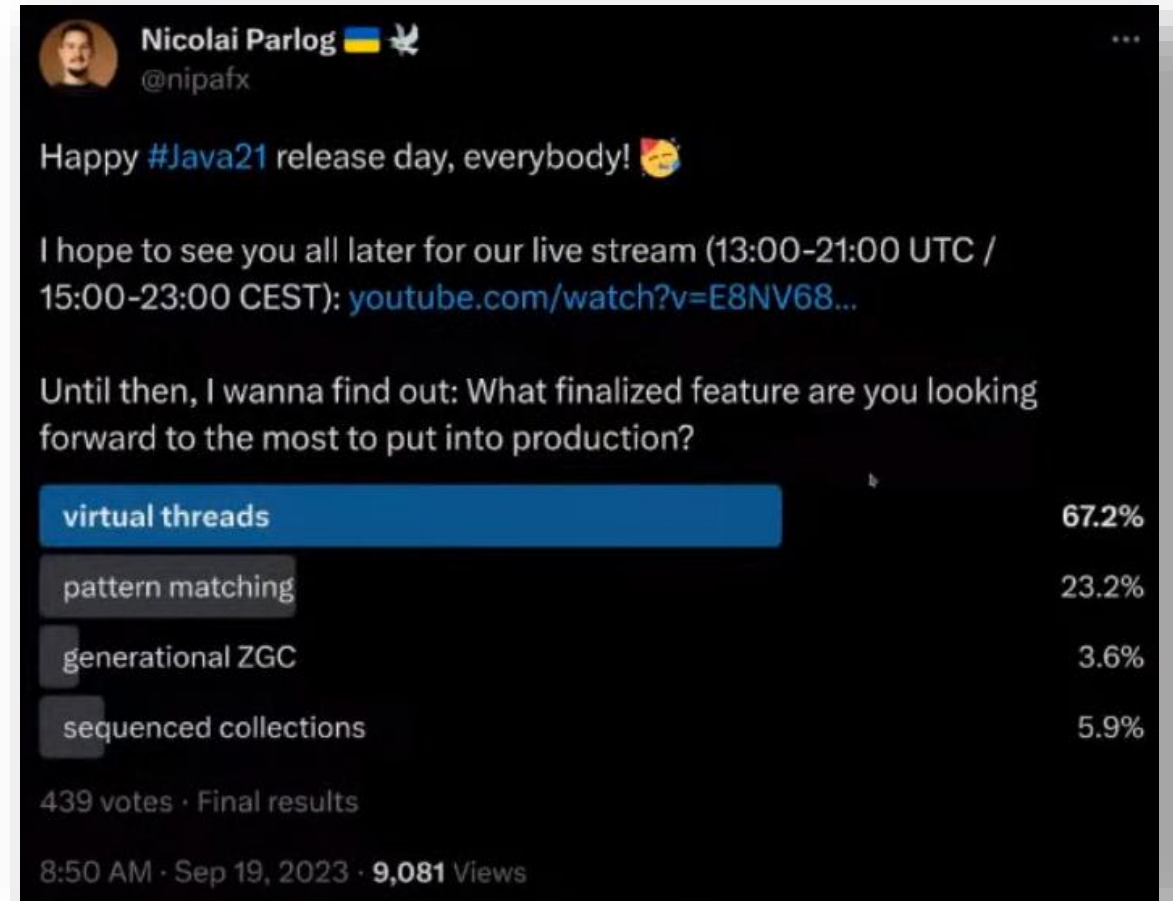 Nicolai Parlog 🇺🇦 🕊
@nipafx
Happy #Java21 release day, everybody! 🥳
I hope to see you all later for our live stream (13:00-21:00 UTC /
15:00-23:00 CEST): youtube.com/watch?v=E8NV68...
Until then, I wanna find out: What finalized feature are you looking
forward to the most to put into production?
virtual threads 67.2%
pattern matching 23.2%
generational ZGC 3.6%
sequenced collections 5.9%
439 votes · Final results
8:50 AM · Sep 19, 2023 · 9,081 Views